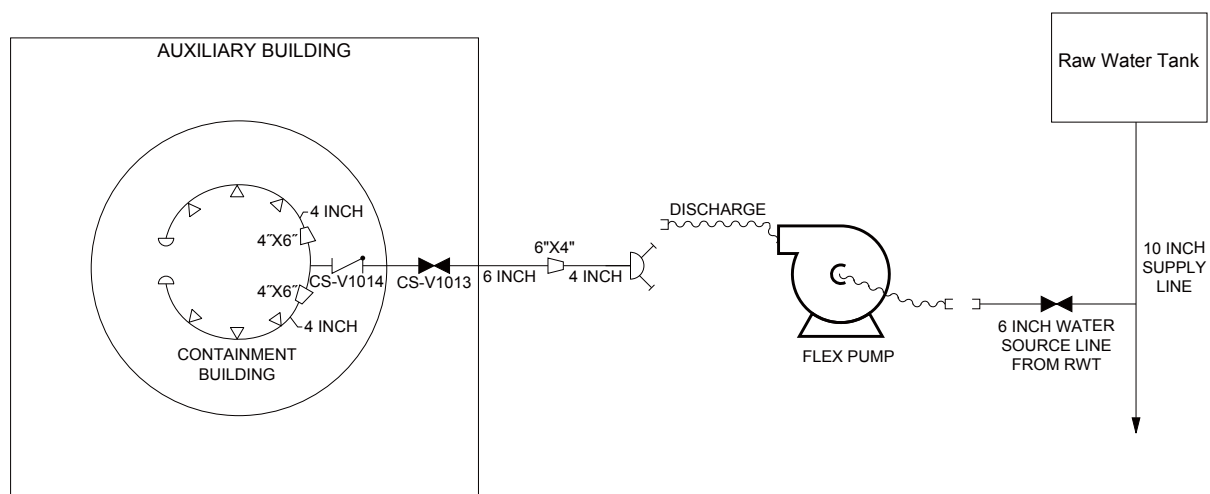 AUXILIARY BUILDING
Raw Water Tank
4 INCH
4"X6"
CS-V1014
CS-V1013
4"X6"
4 INCH
CONTAINMENT
BUILDING
6 INCH
6"X4"
4 INCH
DISCHARGE
FLEX PUMP
10 INCH
SUPPLY
LINE
6 INCH WATER
SOURCE LINE
FROM RWT